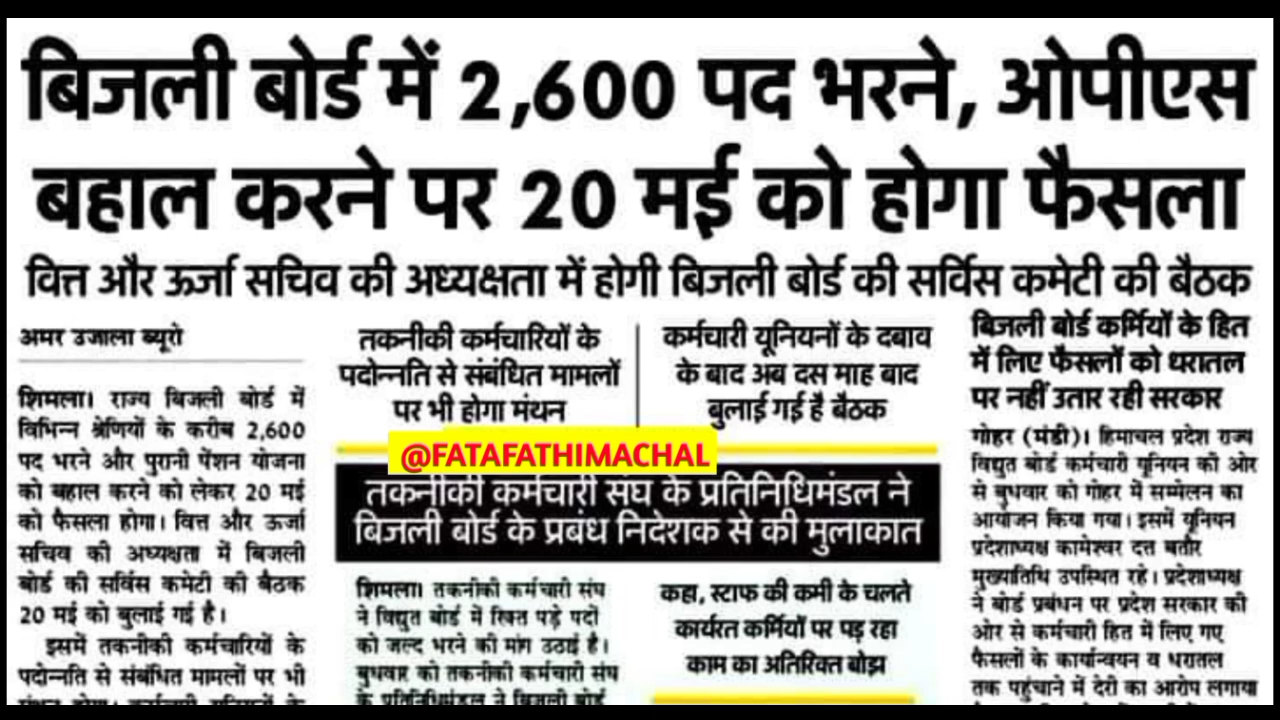 बिजली बोर्ड में 2,600 पद भरने, ओपीएस
बहाल करने पर 20 मई को होगा फैसला
वित्त और ऊर्जा सचिव की अध्यक्षता में होगी बिजली बोर्ड की सर्विस कमेटी की बैठक
अमर उजाला ब्यूरो
शिमला। राज्य बिजली बोर्ड में
विभिन्न श्रेणियों के करीब 2,600
पद भरने और पुरानी पेंशन योजना
को बहाल करने को लेकर 20 मई
को फैसला होगा। वित्त और ऊर्जा
सचिव की अध्यक्षता में बिजली
बोर्ड की सर्विस कमेटी की बैठक
20 मई को बुलाई गई है।
इसमें तकनीकी कर्मचारियों के
पदोन्नति से संबंधित मामलों पर भी
तकनीकी कर्मचारियों के
पदोन्नति से संबंधित मामलों
पर भी होगा मंथन
कर्मचारी यूनियनों के दबाव
के बाद अब दस माह बाद
बुलाई गई है बैठक
@FATAFATHIMACHAL
तकनीकी कर्मचारी संघ के प्रतिनिधिमंडल ने
बिजली बोर्ड के प्रबंध निदेशक से की मुलाकात
शिमला। तकनीकी कर्मचारी संघ
ने विद्युत बोर्ड में रिक्त पड़े पदों
को जल्द भरने की मांग उठाई है।
बुधवार को तकनीकी कर्मचारी संघ
के प्रतिनिधिमंडल ने बिजली बोर्ड
कहा, स्टाफ की कमी के चलते
कार्यरत कर्मियों पर पड़ रहा
काम का अतिरिक्त बोझ
बिजली बोर्ड कर्मियों के हित
में लिए फैसलों को धरातल
पर नहीं उतार रही सरकार
गोहर (मंडी)। हिमाचल प्रदेश राज्य
विद्युत बोर्ड कर्मचारी यूनियन की ओर
से बुधवार को गोहर में सम्मेलन का
आयोजन किया गया। इसमें यूनियन
प्रदेशाध्यक्ष कामेश्वर दत्त बतौर
मुख्यातिथि उपस्थित रहे। प्रदेशाध्यक्ष
ने बोर्ड प्रबंधन पर प्रदेश सरकार की
ओर से कर्मचारी हित में लिए गए
फैसलों के कार्यान्वयन व धरातल
तक पहुंचाने में देरी का आरोप लगाया